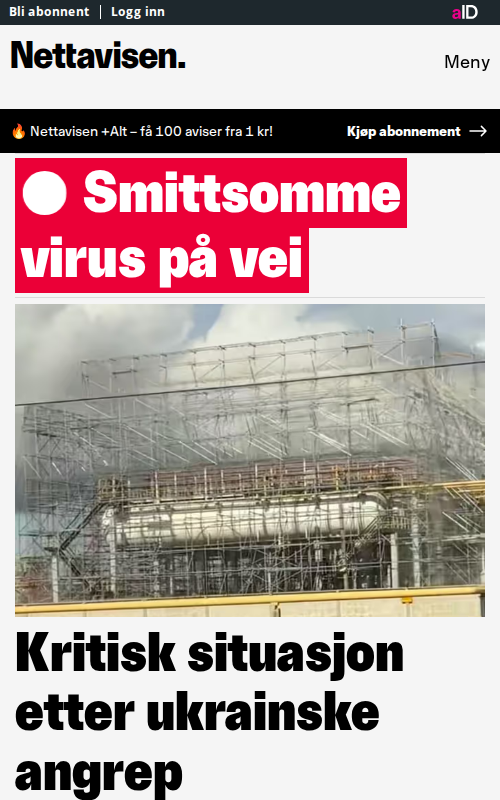 Bli abonnent Logg inn aID
Nettavisen.
Meny
🔥 Nettavisen +Alt – få 100 aviser fra 1 kr! Kjøp abonnement →
Smittsomme
virus på vei
Kritisk situasjon
etter ukrainske
angrep